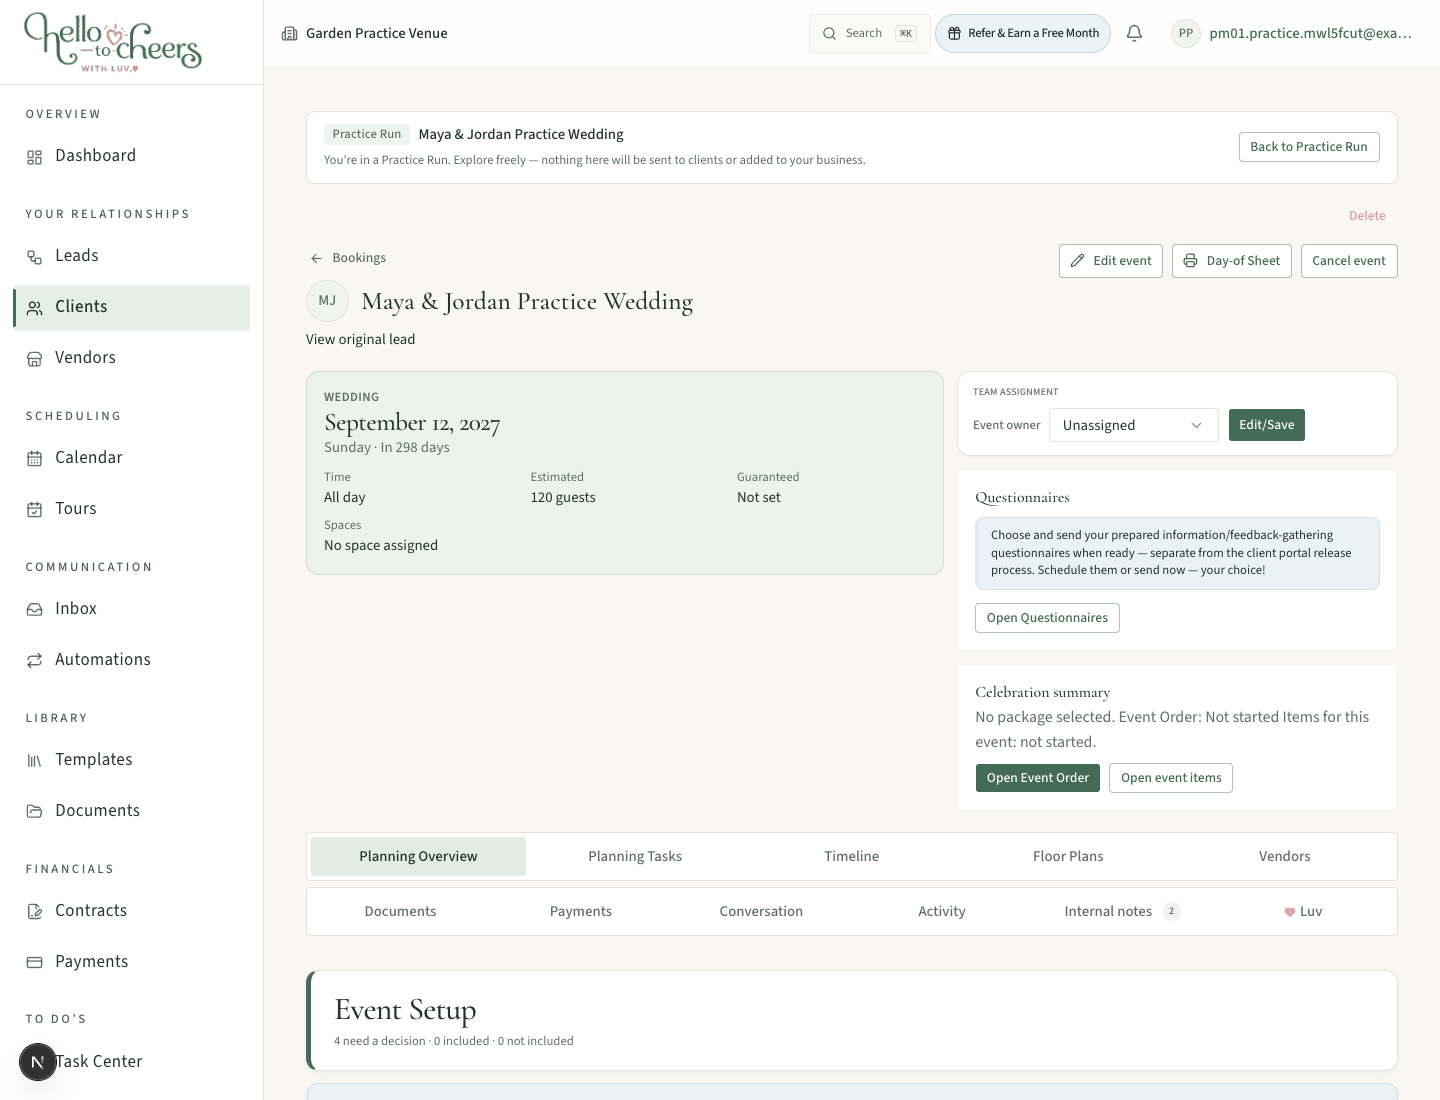 hello
to cheers
WITH LUV.
OVERVIEW
Dashboard
YOUR RELATIONSHIPS
Leads
Clients
Vendors
SCHEDULING
Calendar
Tours
COMMUNICATION
Inbox
Automations
LIBRARY
Templates
Documents
FINANCIALS
Contracts
Payments
TO DO'S
N
Task Center
Garden Practice Venue
Search ⌘K
Refer & Earn a Free Month
PP
pm01.practice.mwl5fcut@exa...
Practice Run
Maya & Jordan Practice Wedding
You're in a Practice Run. Explore freely — nothing here will be sent to clients or added to your business.
Back to Practice Run
Delete
Bookings
Edit event
Day-of Sheet
Cancel event
MJ
Maya & Jordan Practice Wedding
View original lead
WEDDING
September 12, 2027
Sunday · In 298 days
Time
All day
Estimated
120 guests
Guaranteed
Not set
Spaces
No space assigned
TEAM ASSIGNMENT
Event owner
Unassigned
Edit/Save
Questionnaires
Choose and send your prepared information/feedback-gathering
questionnaires when ready — separate from the client portal release
process. Schedule them or send now — your choice!
Open Questionnaires
Celebration summary
No package selected. Event Order: Not started Items for this
event: not started.
Open Event Order
Open event items
Planning Overview
Planning Tasks
Timeline
Floor Plans
Vendors
Documents
Payments
Conversation
Activity
Internal notes 2
Luv
Event Setup
4 need a decision · 0 included · 0 not included